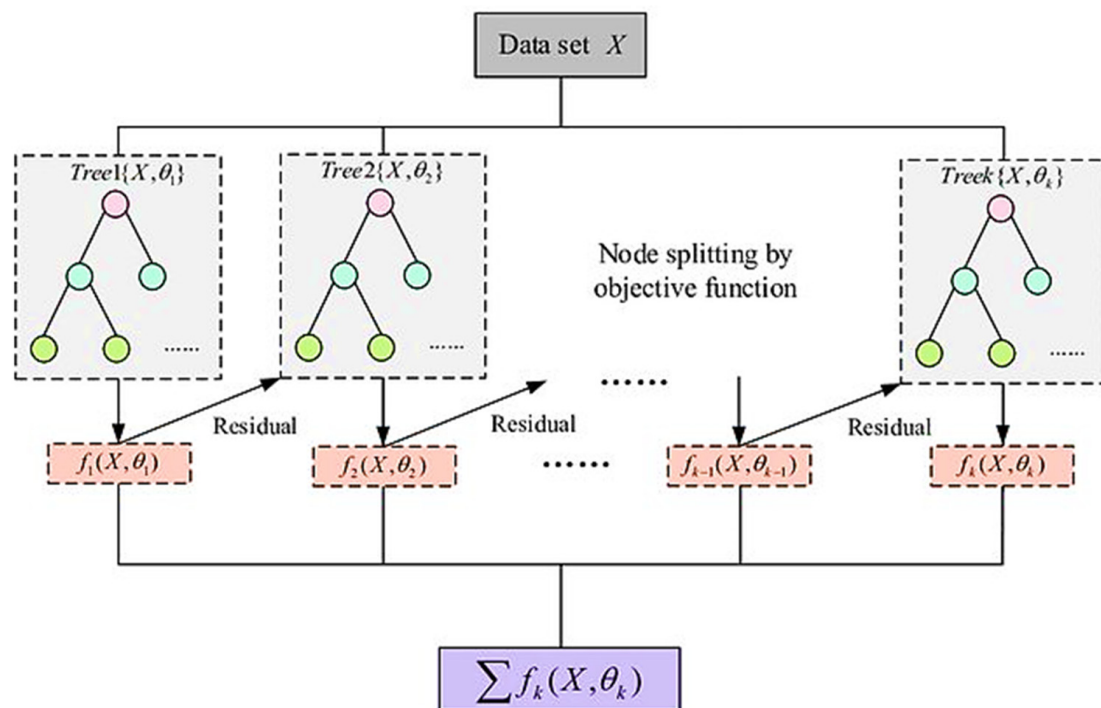 Data set X
Tree1{X,θ₁}
Tree2{X,θ₂}
Treek{X,θₖ}
Node splitting by
objective function
......
......
......
......
Residual
Residual
Residual
f₁(X,θ₁)
f₂(X,θ₂)
......
fₖ₋₁(X,θₖ₋₁)
fₖ(X,θₖ)
∑fₖ(X,θₖ)